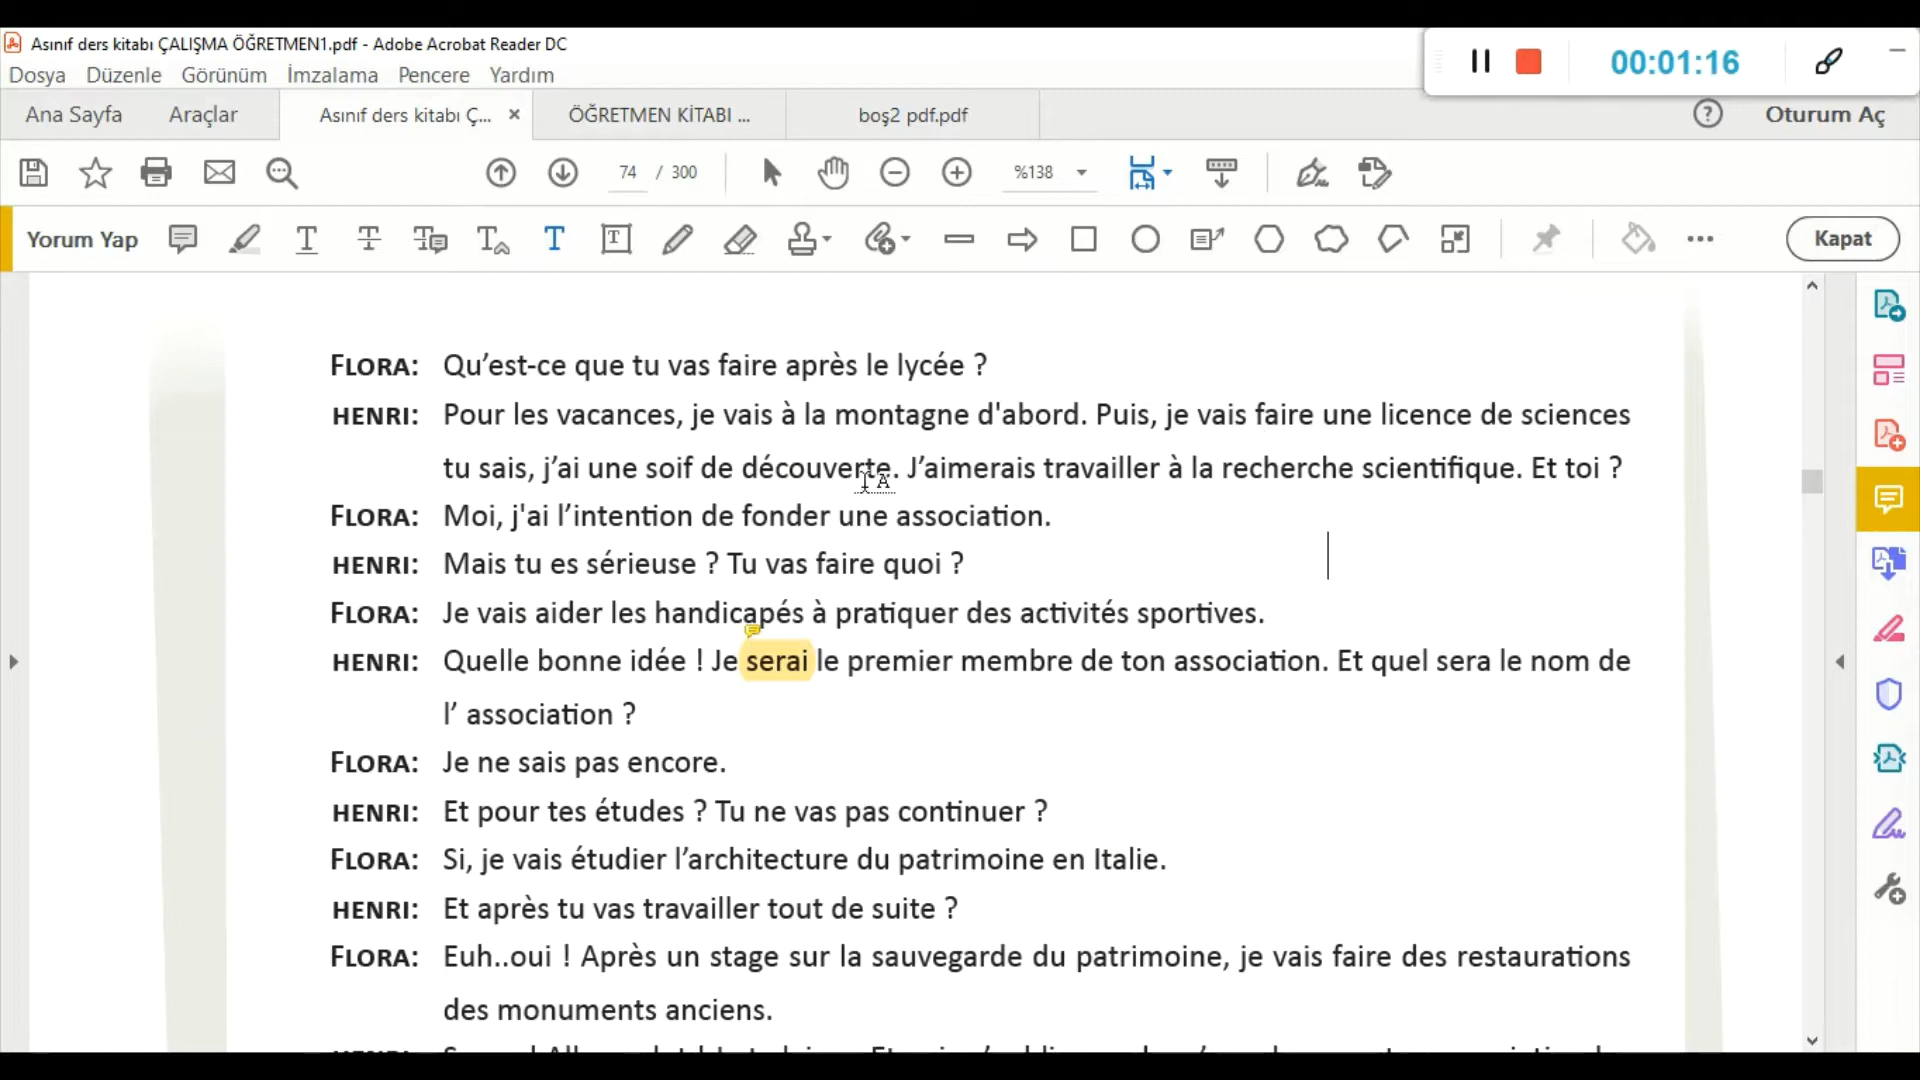 Asınıf ders kitabı ÇALIŞMA ÖĞRETMEN1.pdf - Adobe Acrobat Reader DC
00:01:16
Dosya Düzenle Görünüm İmzalama Pencere Yardım
Ana Sayfa Araçlar Asınıf ders kitabı Ç... × ÖĞRETMEN KİTABI ... boş2 pdf.pdf ? Oturum Aç
74 / 300 %138
Yorum Yap Kapat
FLORA: Qu’est-ce que tu vas faire après le lycée ?
HENRI: Pour les vacances, je vais à la montagne d'abord. Puis, je vais faire une licence de sciences
tu sais, j’ai une soif de découverte. J’aimerais travailler à la recherche scientifique. Et toi ?
FLORA: Moi, j'ai l’intention de fonder une association.
HENRI: Mais tu es sérieuse ? Tu vas faire quoi ?
FLORA: Je vais aider les handicapés à pratiquer des activités sportives.
HENRI: Quelle bonne idée ! Je serai le premier membre de ton association. Et quel sera le nom de
l’ association ?
FLORA: Je ne sais pas encore.
HENRI: Et pour tes études ? Tu ne vas pas continuer ?
FLORA: Si, je vais étudier l’architecture du patrimoine en Italie.
HENRI: Et après tu vas travailler tout de suite ?
FLORA: Euh..oui ! Après un stage sur la sauvegarde du patrimoine, je vais faire des restaurations
des monuments anciens.